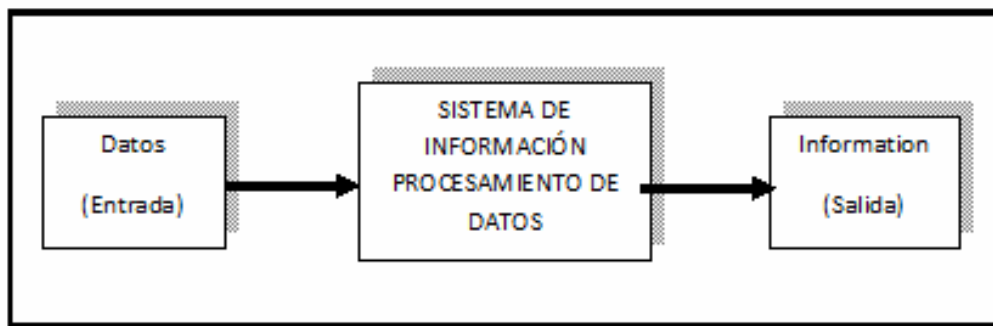 Datos
(Entrada)
SISTEMA DE
INFORMACIÓN
PROCESAMIENTO DE
DATOS
Information
(Salida)